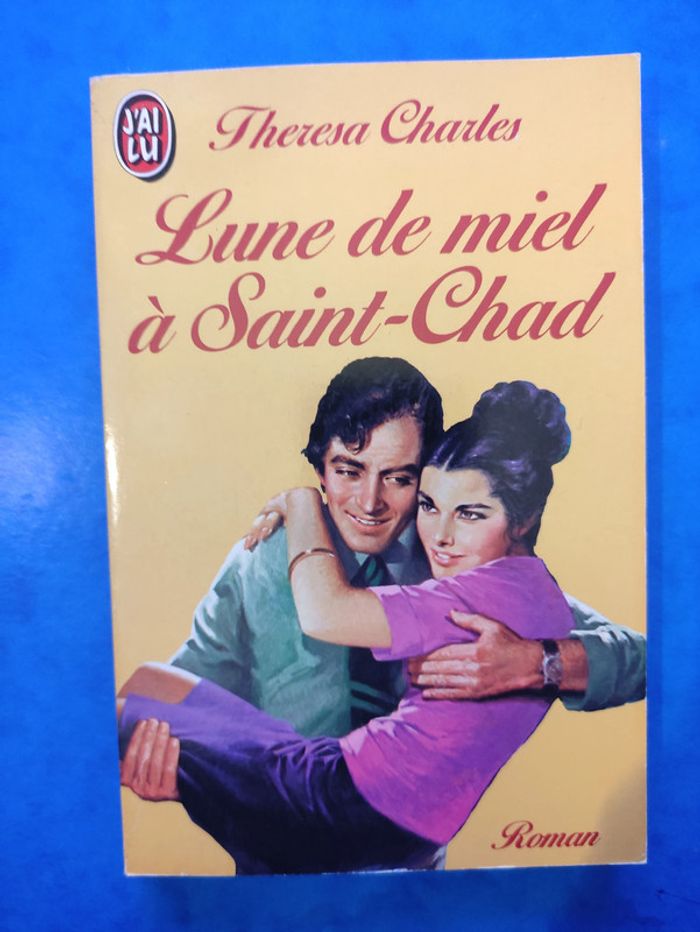 J'AI
LU
Theresa Charles
Lune de miel
à Saint-Chad
Roman